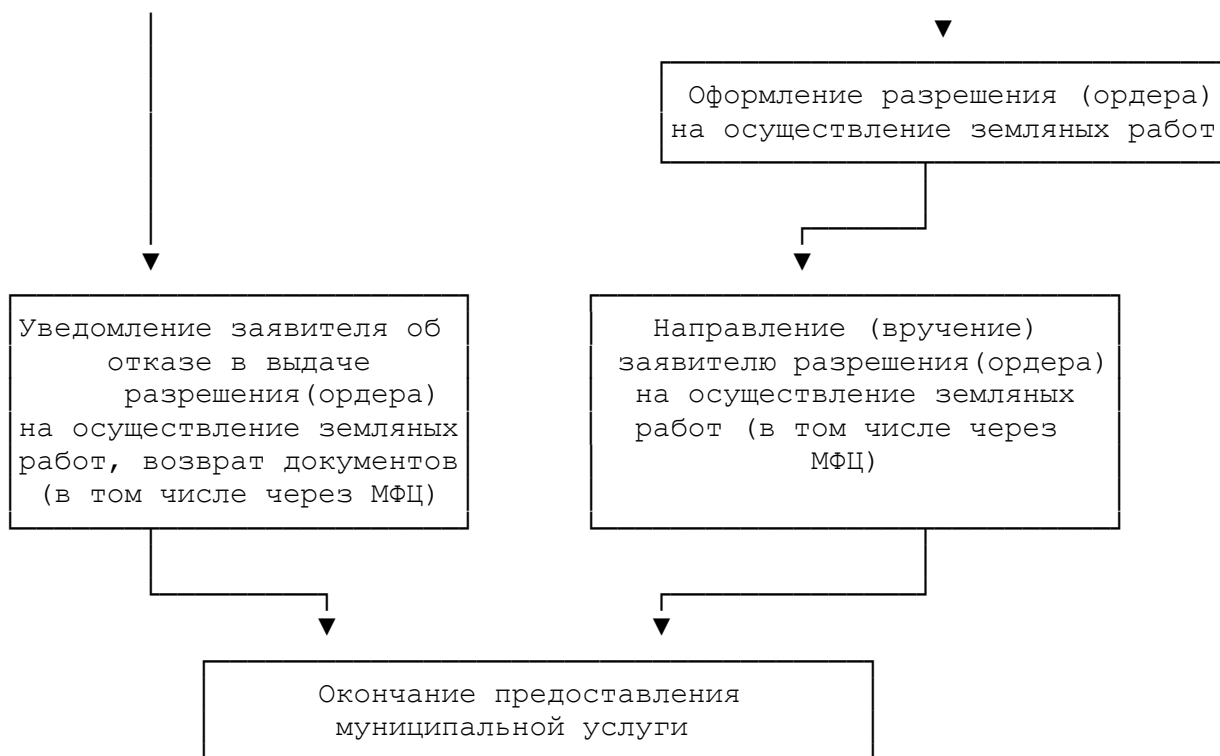 Оформление разрешения (ордера)
на осуществление земляных работ
Уведомление заявителя об
отказе в выдаче
разрешения(ордера)
на осуществление земляных
работ, возврат документов
(в том числе через МФЦ)
Направление (вручение)
заявителю разрешения(ордера)
на осуществление земляных
работ (в том числе через
МФЦ)
Окончание предоставления
муниципальной услуги